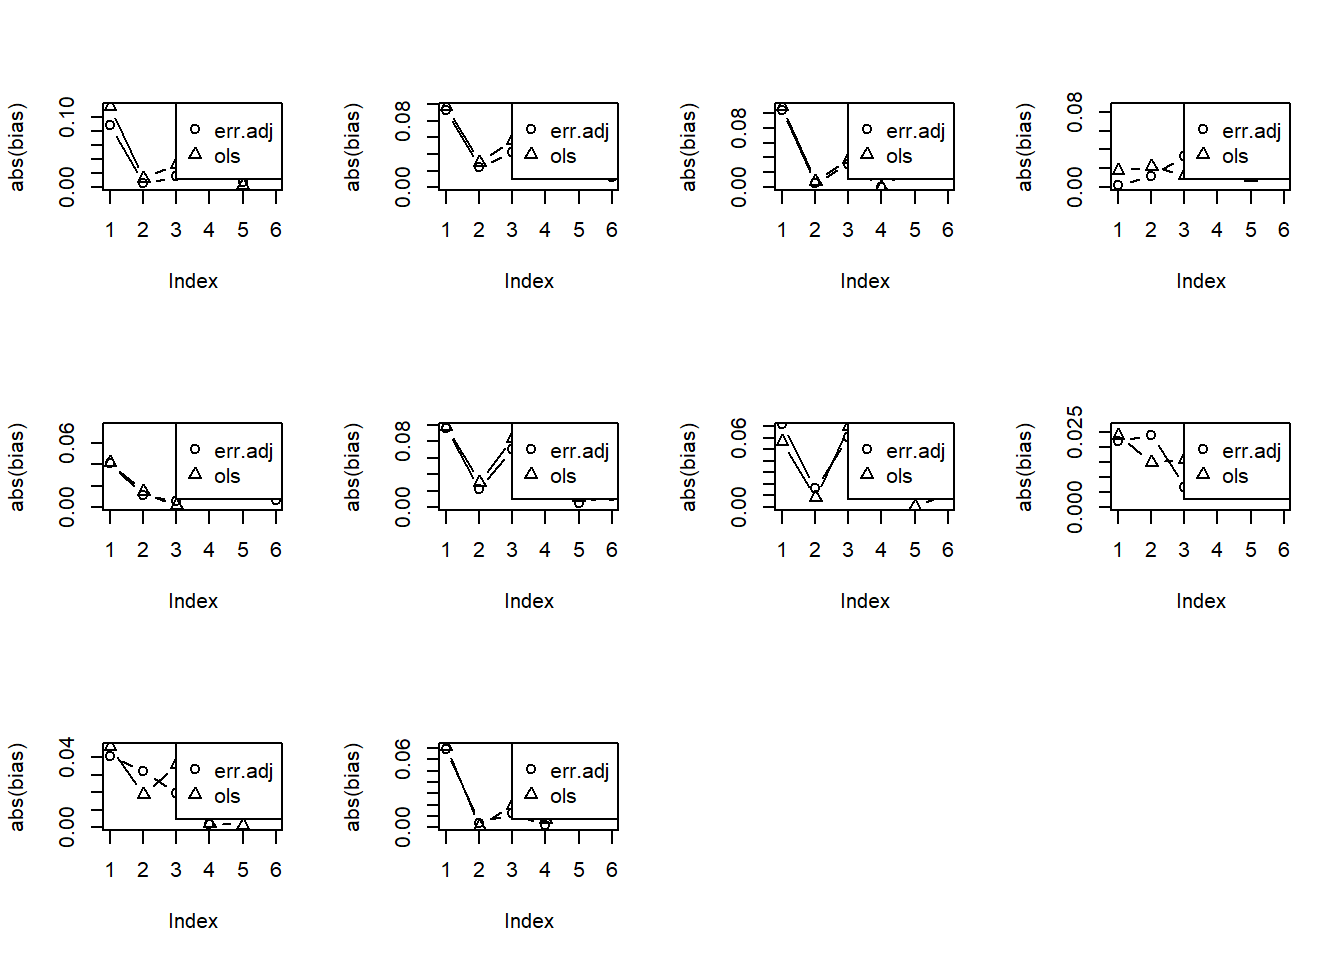 abs(bias)
0.00 0.10
err.adj
ols
1 2 3 4 5 6
Index
abs(bias)
0.00 0.08
err.adj
ols
1 2 3 4 5 6
Index
abs(bias)
0.00 0.08
err.adj
ols
1 2 3 4 5 6
Index
abs(bias)
0.00 0.08
err.adj
ols
1 2 3 4 5 6
Index
abs(bias)
0.00 0.06
err.adj
ols
1 2 3 4 5 6
Index
abs(bias)
0.00 0.08
err.adj
ols
1 2 3 4 5 6
Index
abs(bias)
0.00 0.06
err.adj
ols
1 2 3 4 5 6
Index
abs(bias)
0.000 0.025
err.adj
ols
1 2 3 4 5 6
Index
abs(bias)
0.00 0.04
err.adj
ols
1 2 3 4 5 6
Index
abs(bias)
0.00 0.06
err.adj
ols
1 2 3 4 5 6
Index